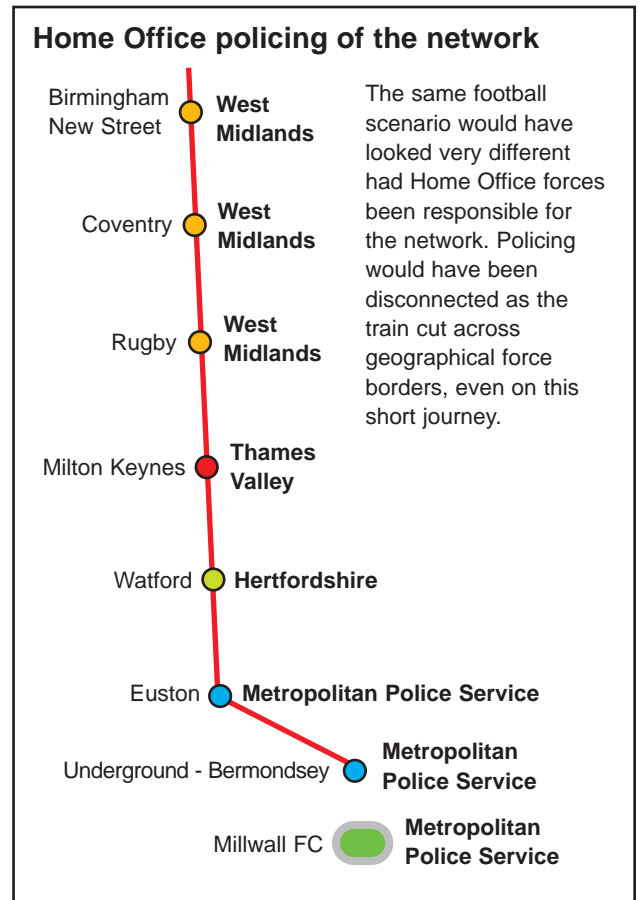 Home Office policing of the network
Birmingham
New Street
West
Midlands
The same football
scenario would have
looked very different
had Home Office forces
been responsible for
the network. Policing
would have been
disconnected as the
train cut across
geographical force
borders, even on this
short journey.
Coventry
West
Midlands
Rugby
West
Midlands
Milton Keynes
Thames
Valley
Watford
Hertfordshire
Euston
Metropolitan Police Service
Underground - Bermondsey
Metropolitan
Police Service
Millwall FC
Metropolitan
Police Service